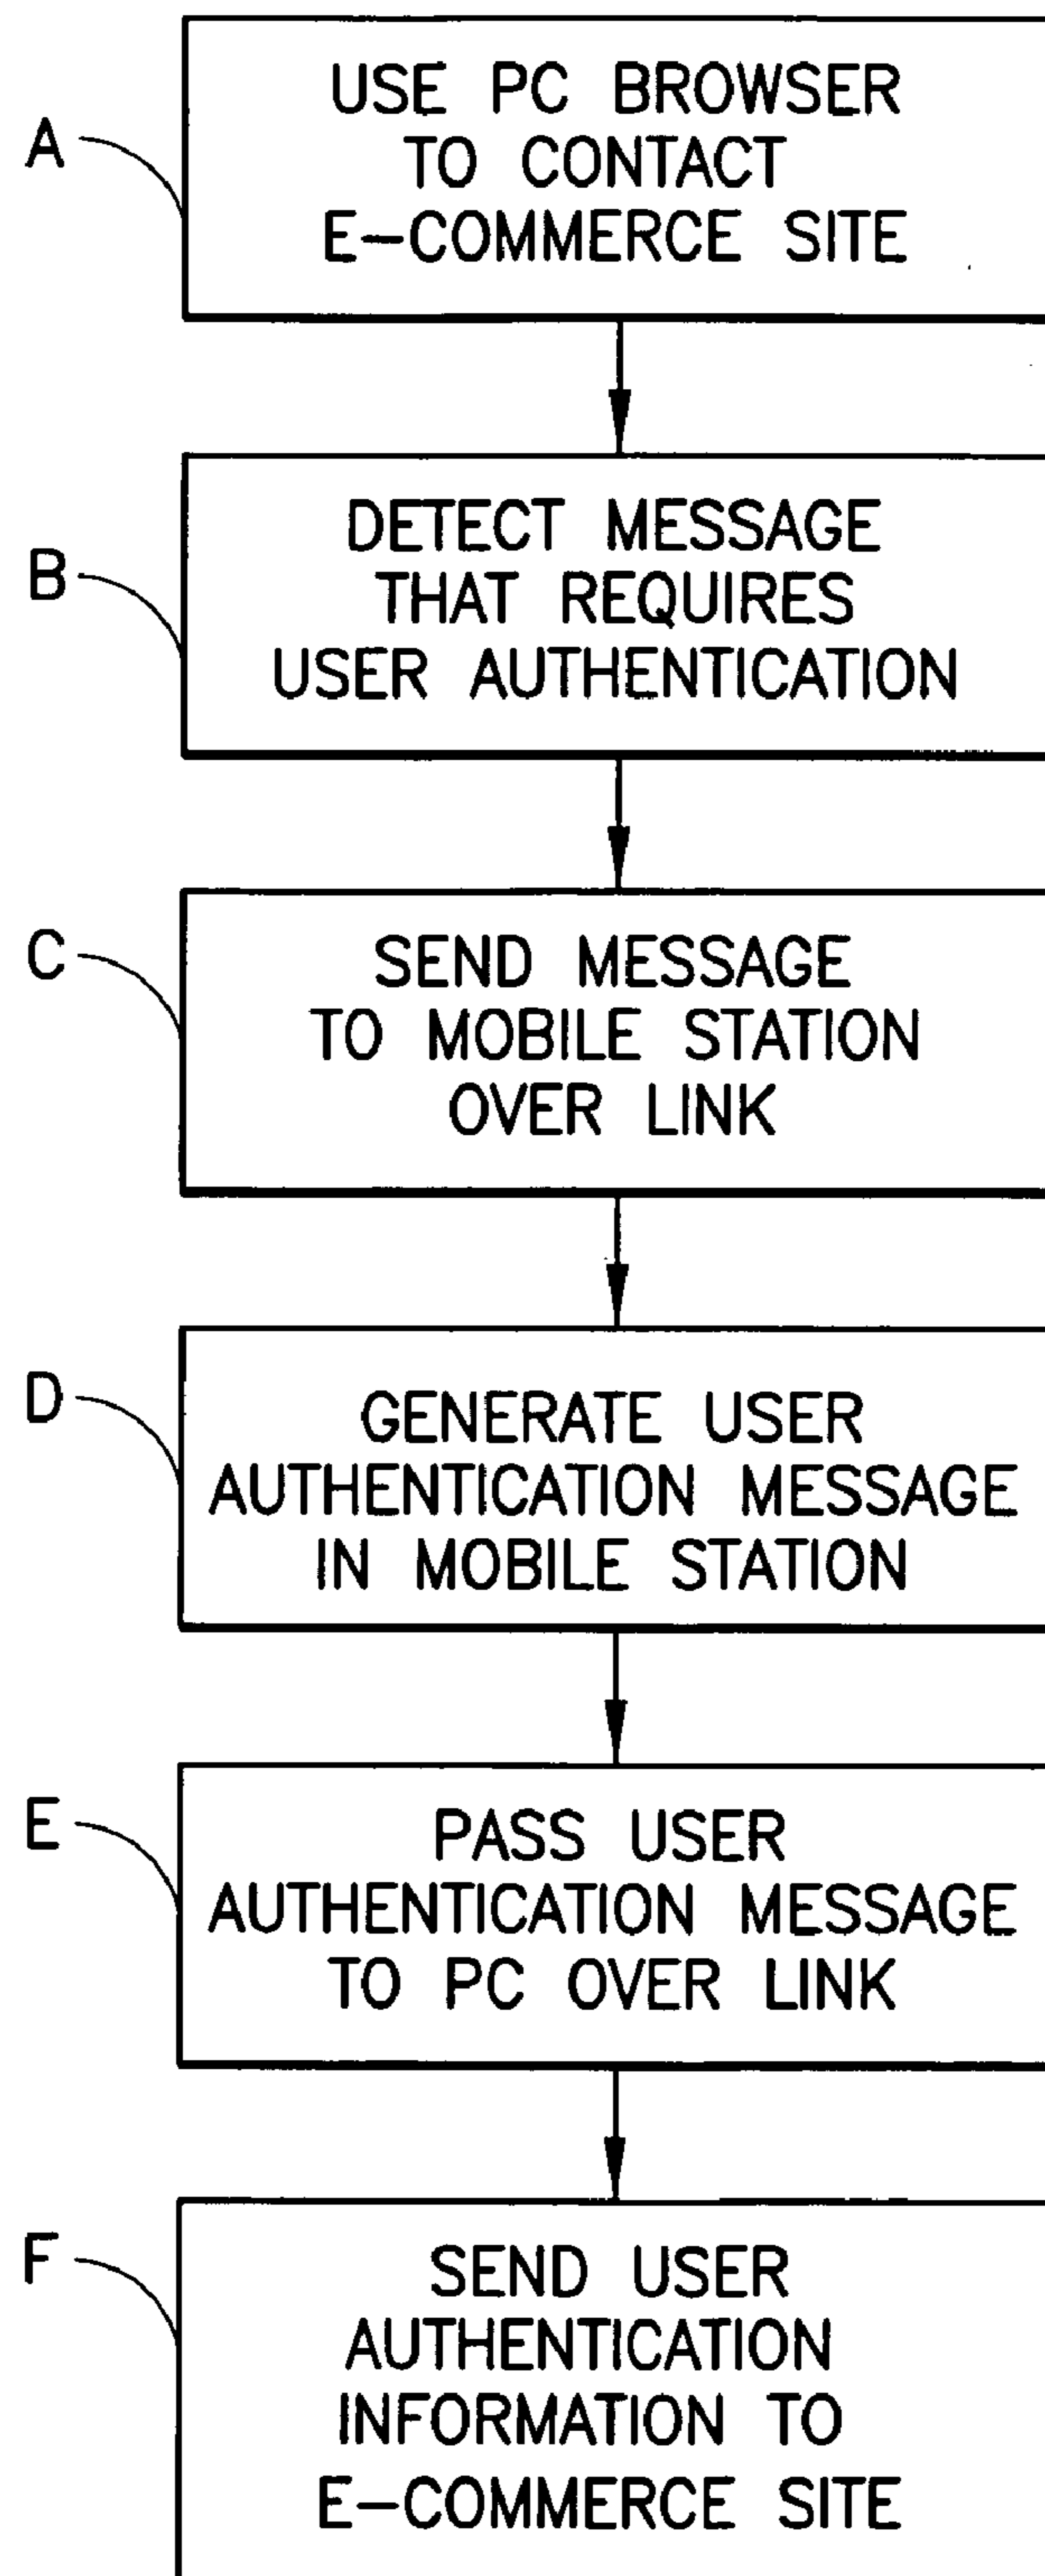 A
USE PC BROWSER
TO CONTACT
E-COMMERCE SITE
B
DETECT MESSAGE
THAT REQUIRES
USER AUTHENTICATION
C
SEND MESSAGE
TO MOBILE STATION
OVER LINK
D
GENERATE USER
AUTHENTICATION MESSAGE
IN MOBILE STATION
E
PASS USER
AUTHENTICATION MESSAGE
TO PC OVER LINK
F
SEND USER
AUTHENTICATION
INFORMATION TO
E-COMMERCE SITE